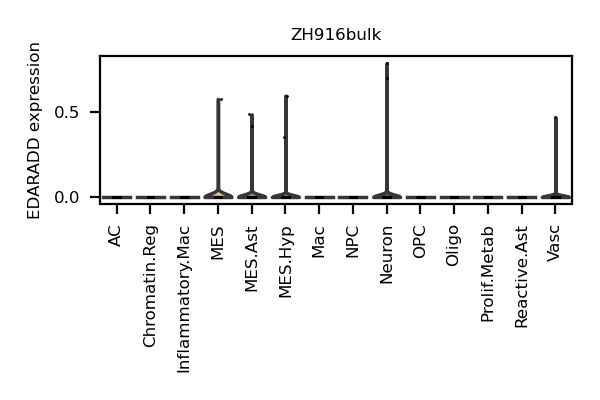 ZH916bulk
EDARADD expression
0.5
0.0
AC
Chromatin.Reg
Inflammatory.Mac
MES
MES.Ast
MES.Hyp
Mac
NPC
Neuron
OPC
Oligo
Prolif.Metab
Reactive.Ast
Vasc